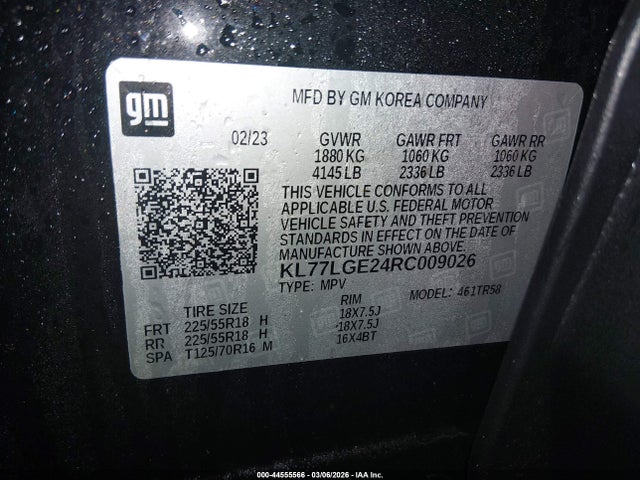 gm
MFD BY GM KOREA COMPANY
02/23 GVWR GAWR FRT GAWR RR
1880 KG 1060 KG 1060 KG
4145 LB 2336 LB 2336 LB
THIS VEHICLE CONFORMS TO ALL
APPLICABLE U.S. FEDERAL MOTOR
VEHICLE SAFETY AND THEFT PREVENTION
STANDARDS IN EFFECT ON THE DATE OF
MANUFACTURE SHOWN ABOVE.
KL77LGE24RC009026
TYPE: MPV MODEL: 461TR58
TIRE SIZE RIM
FRT 225/55R18 H 18X7.5J
RR 225/55R18 H 18X7.5J
SPA T125/70R16 M 16X4BT
000-44555566 | 03/06/2026 | IAA Inc.